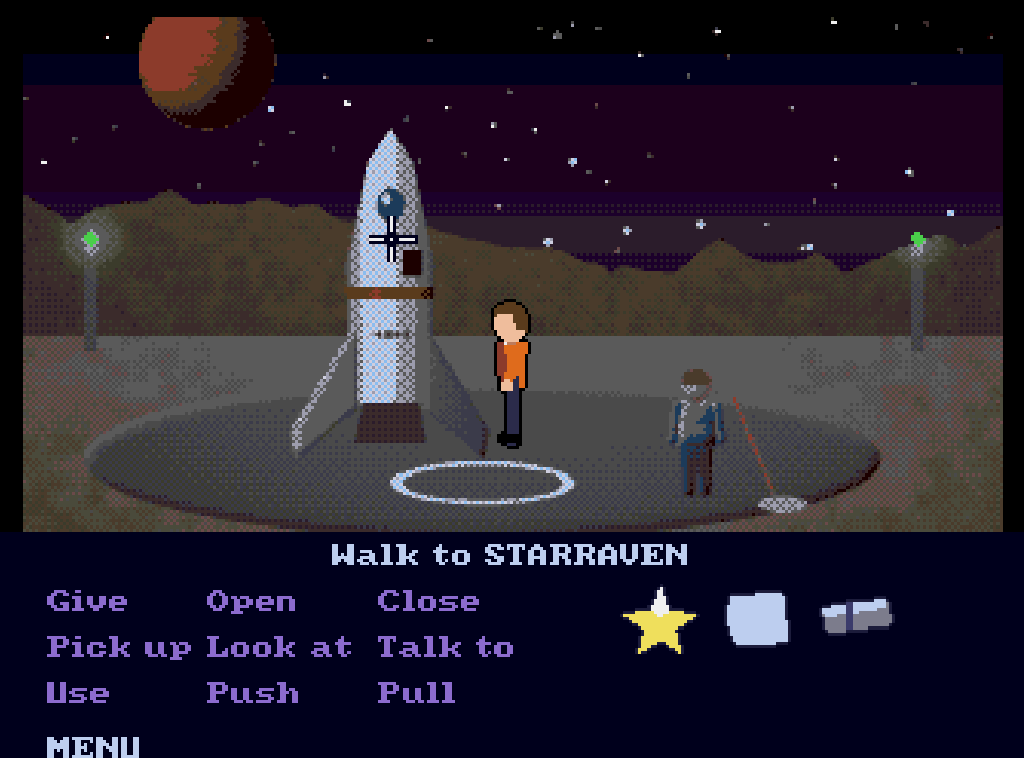 Walk to STARRAVEN
Give Open Close
Pick up Look at Talk to
Use Push Pull
MENU